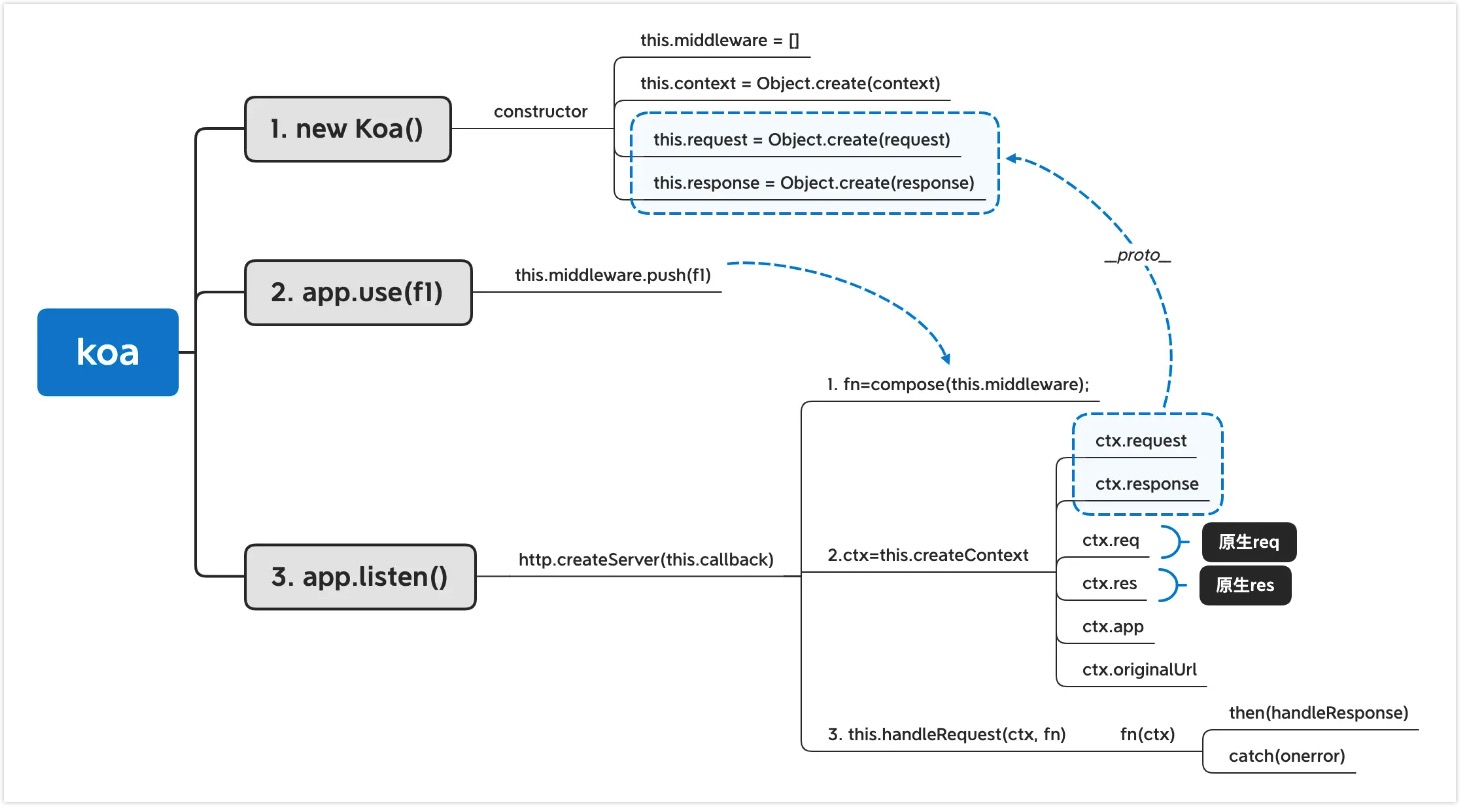 koa
1. new Koa()
constructor
this.middleware = []
this.context = Object.create(context)
this.request = Object.create(request)
this.response = Object.create(response)
__proto__
2. app.use(f1)
this.middleware.push(f1)
3. app.listen()
http.createServer(this.callback)
1. fn=compose(this.middleware);
2.ctx=this.createContext
ctx.request
ctx.response
ctx.req
原生req
ctx.res
原生res
ctx.app
ctx.originalUrl
3. this.handleRequest(ctx, fn)
fn(ctx)
then(handleResponse)
catch(onerror)